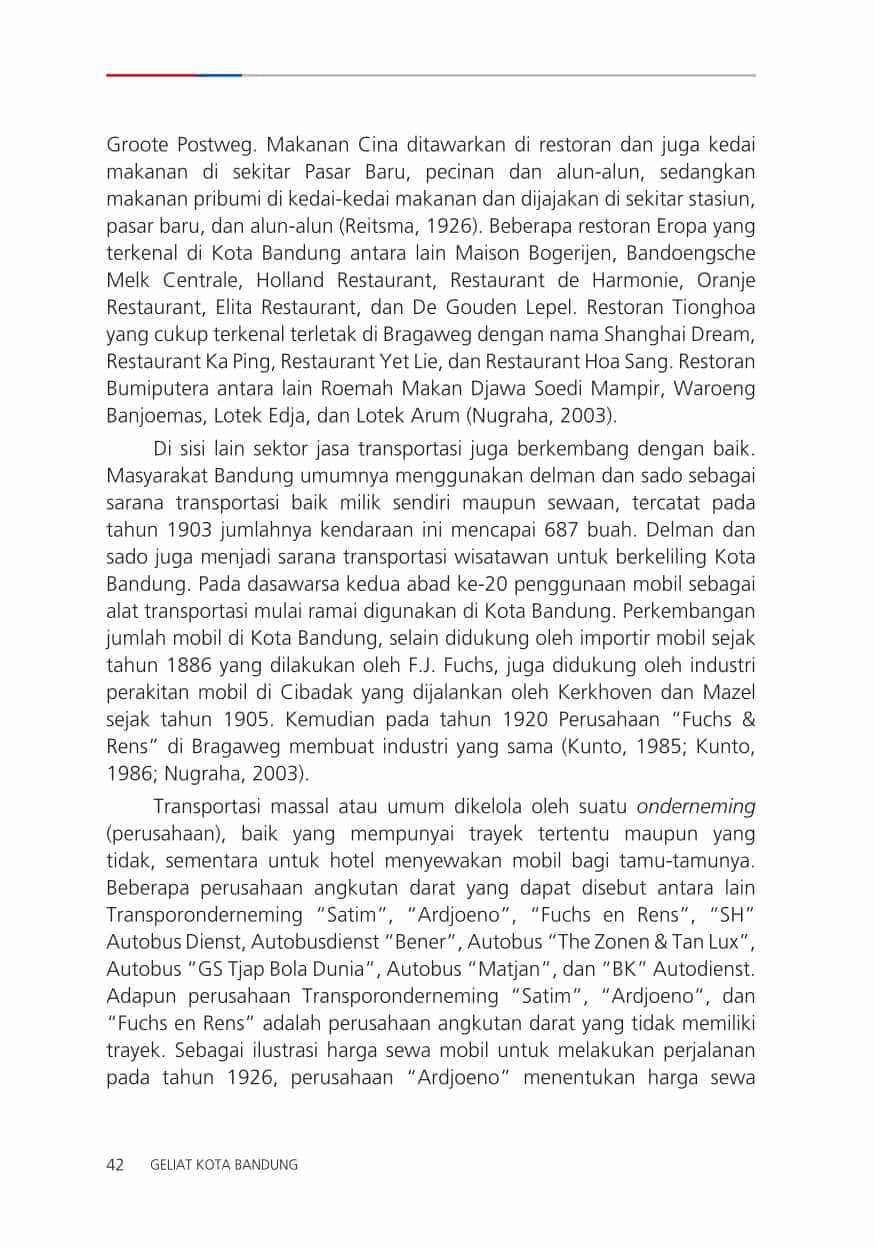 Groote Postweg. Makanan Cina ditawarkan di restoran dan juga kedai
makanan di sekitar Pasar Baru, pecinan dan alun-alun, sedangkan
makanan pribumi di kedai-kedai makanan dan dijajakan di sekitar stasiun,
pasar baru, dan alun-alun (Reitsma, 1926). Beberapa restoran Eropa yang
terkenal di Kota Bandung antara lain Maison Bogerijen, Bandoengsche
Melk Centrale, Holland Restaurant, Restaurant de Harmonie, Oranje
Restaurant, Elita Restaurant, dan De Gouden Lepel. Restoran Tionghoa
yang cukup terkenal terletak di Bragaweg dengan nama Shanghai Dream,
Restaurant Ka Ping, Restaurant Yet Lie, dan Restaurant Hoa Sang. Restoran
Bumiputera antara lain Roemah Makan Djawa Soedi Mampir, Waroeng
Banjoemas, Lotek Edja, dan Lotek Arum (Nugraha, 2003).
Di sisi lain sektor jasa transportasi juga berkembang dengan baik.
Masyarakat Bandung umumnya menggunakan delman dan sado sebagai
sarana transportasi baik milik sendiri maupun sewaan, tercatat pada
tahun 1903 jumlahnya kendaraan ini mencapai 687 buah. Delman dan
sado juga menjadi sarana transportasi wisatawan untuk berkeliling Kota
Bandung. Pada dasawarsa kedua abad ke-20 penggunaan mobil sebagai
alat transportasi mulai ramai digunakan di Kota Bandung. Perkembangan
jumlah mobil di Kota Bandung, selain didukung oleh importir mobil sejak
tahun 1886 yang dilakukan oleh F.J. Fuchs, juga didukung oleh industri
perakitan mobil di Cibadak yang dijalankan oleh Kerkhoven dan Mazel
sejak tahun 1905. Kemudian pada tahun 1920 Perusahaan “Fuchs &
Rens” di Bragaweg membuat industri yang sama (Kunto, 1985; Kunto,
1986; Nugraha, 2003).
Transportasi massal atau umum dikelola oleh suatu onderneming
(perusahaan), baik yang mempunyai trayek tertentu maupun yang
tidak, sementara untuk hotel menyewakan mobil bagi tamu-tamunya.
Beberapa perusahaan angkutan darat yang dapat disebut antara lain
Transporonderneming “Satim”, “Ardjoeno”, “Fuchs en Rens”, “SH”
Autobus Dienst, Autobusdienst “Bener”, Autobus “The Zonen & Tan Lux”,
Autobus “GS Tjap Bola Dunia”, Autobus “Matjan”, dan “BK” Autodienst.
Adapun perusahaan Transporonderneming “Satim”, “Ardjoeno”, dan
“Fuchs en Rens” adalah perusahaan angkutan darat yang tidak memiliki
trayek. Sebagai ilustrasi harga sewa mobil untuk melakukan perjalanan
pada tahun 1926, perusahaan “Ardjoeno” menentukan harga sewa
42 GELIAT KOTA BANDUNG